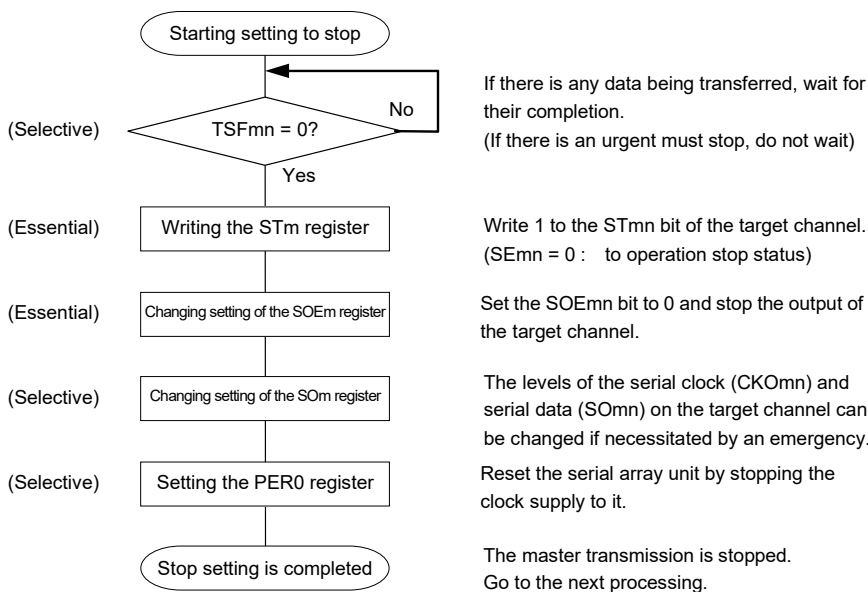 Starting setting to stop
No
(Selective)
TSFmn = 0?
If there is any data being transferred, wait for
their completion.
(If there is an urgent must stop, do not wait)
Yes
(Essential)
Writing the STm register
Write 1 to the STmn bit of the target channel.
(SEmn = 0 : to operation stop status)
(Essential)
Changing setting of the SOEm register
Set the SOEmn bit to 0 and stop the output of
the target channel.
(Selective)
Changing setting of the SOm register
The levels of the serial clock (CKOmn) and
serial data (SOmn) on the target channel can
be changed if necessitated by an emergency.
(Selective)
Setting the PER0 register
Reset the serial array unit by stopping the
clock supply to it.
Stop setting is completed
The master transmission is stopped.
Go to the next processing.